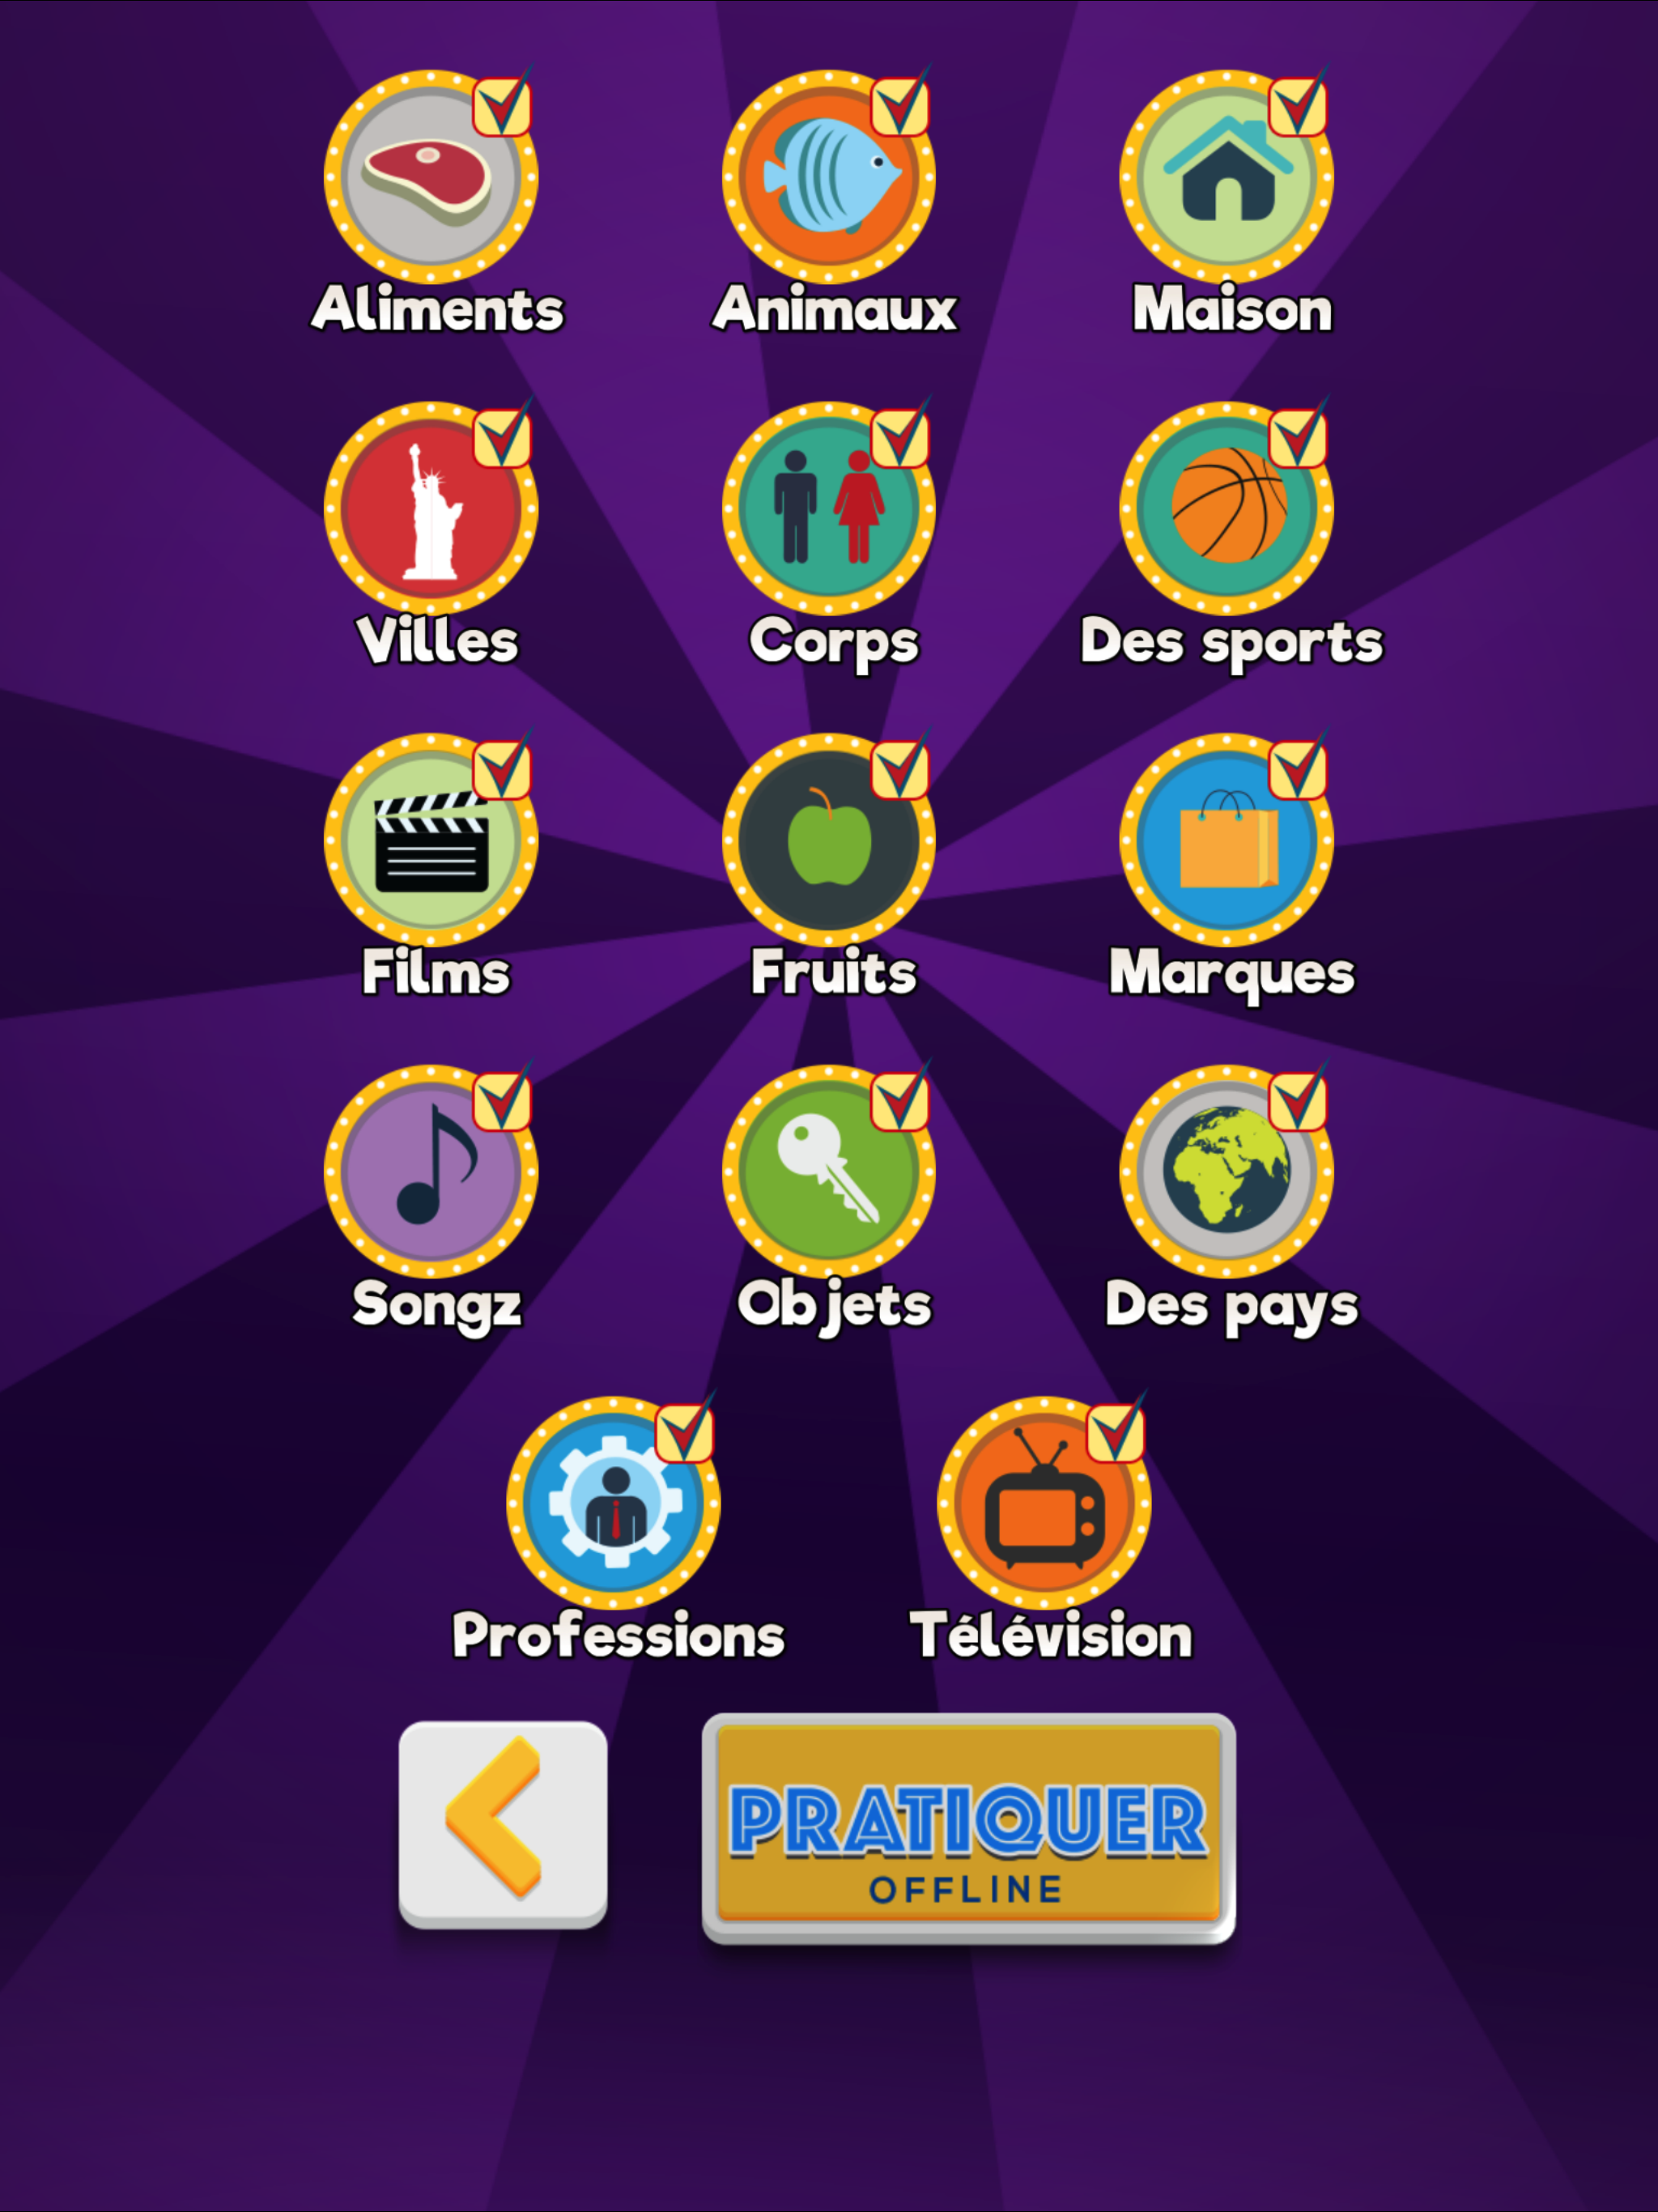 Aliments
Animaux
Maison
Villes
Corps
Des sports
Films
Fruits
Marques
Songz
Objets
Des pays
Professions
Télévision
PRATIQUER
OFFLINE